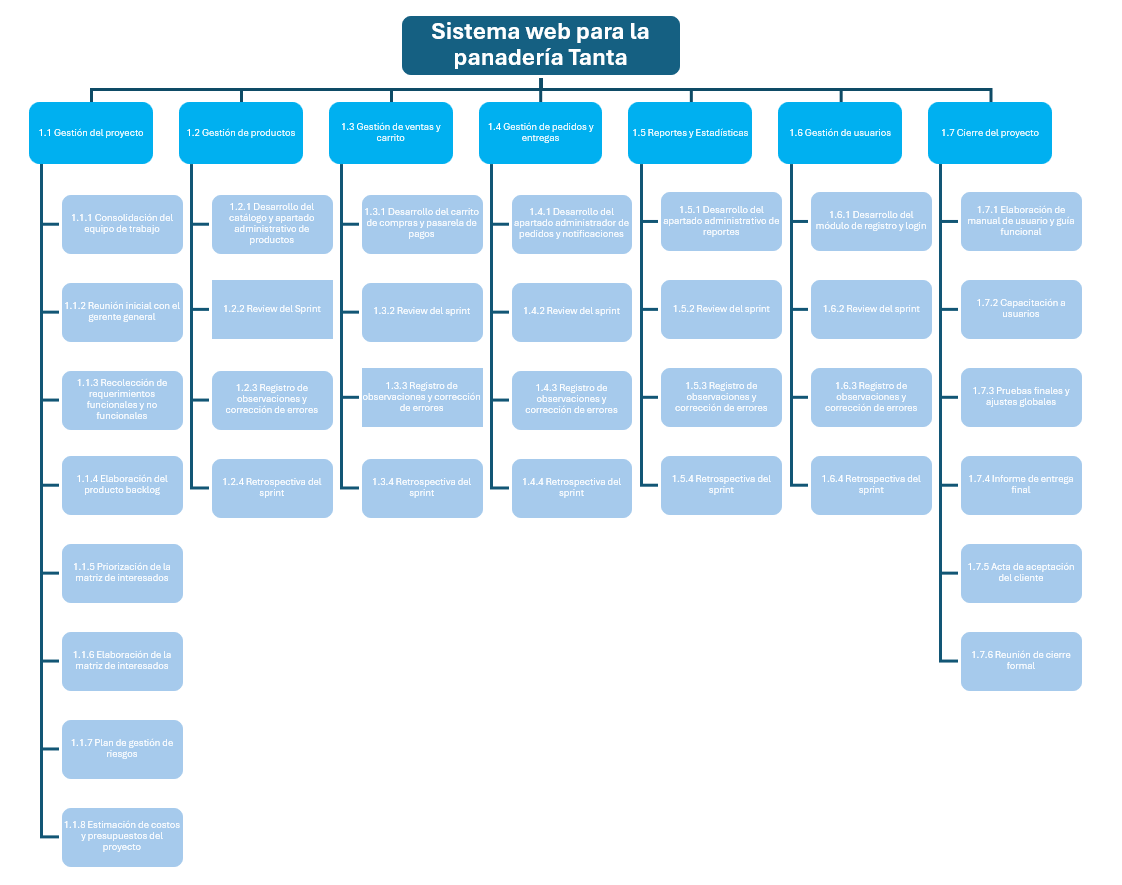 Sistema web para la
panadería Tanta
1.1 Gestión del proyecto
1.2 Gestión de productos
1.3 Gestión de ventas y
carrito
1.4 Gestión de pedidos y
entregas
1.5 Reportes y Estadísticas
1.6 Gestión de usuarios
1.7 Cierre del proyecto
1.1.1 Consolidación del
equipo de trabajo
1.1.2 Reunión inicial con el
gerente general
1.1.3 Recolección de
requerimientos
funcionales y no
funcionales
1.1.4 Elaboración del
producto backlog
1.1.5 Priorización de la
matriz de interesados
1.1.6 Elaboración de la
matriz de interesados
1.1.7 Plan de gestión de
riesgos
1.1.8 Estimación de costos
y presupuestos del
proyecto
1.2.1 Desarrollo del
catálogo y apartado
administrativo de
productos
1.2.2 Review del Sprint
1.2.3 Registro de
observaciones y
corrección de errores
1.2.4 Retrospectiva del
sprint
1.3.1 Desarrollo del carrito
de compras y pasarela de
pagos
1.3.2 Review del sprint
1.3.3 Registro de
observaciones y corrección
de errores
1.3.4 Retrospectiva del
sprint
1.4.1 Desarrollo del
apartado administrador de
pedidos y notificaciones
1.4.2 Review del sprint
1.4.3 Registro de
observaciones y
corrección de errores
1.4.4 Retrospectiva del
sprint
1.5.1 Desarrollo del
apartado administrativo de
reportes
1.5.2 Review del sprint
1.5.3 Registro de
observaciones y
corrección de errores
1.5.4 Retrospectiva del
sprint
1.6.1 Desarrollo del
módulo de registro y login
1.6.2 Review del sprint
1.6.3 Registro de
observaciones y
corrección de errores
1.6.4 Retrospectiva del
sprint
1.7.1 Elaboración de
manual de usuario y guía
funcional
1.7.2 Capacitación a
usuarios
1.7.3 Pruebas finales y
ajustes globales
1.7.4 Informe de entrega
final
1.7.5 Acta de aceptación
del cliente
1.7.6 Reunión de cierre
formal